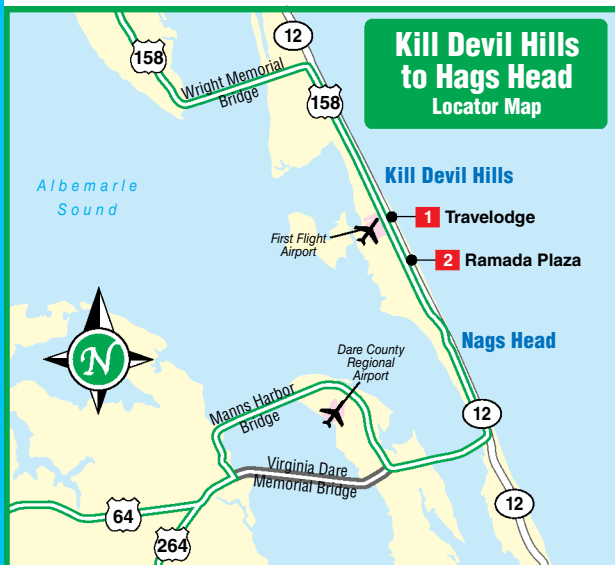 Kill Devil Hills
to Hags Head
Locator Map
12
158
Wright Memorial
Bridge
158
Albemarle
Sound
Kill Devil Hills
1 Travelodge
First Flight
Airport
2 Ramada Plaza
Nags Head
N
Dare County
Regional
Airport
Manns Harbor
Bridge
12
Virginia Dare
Memorial Bridge
12
64
264